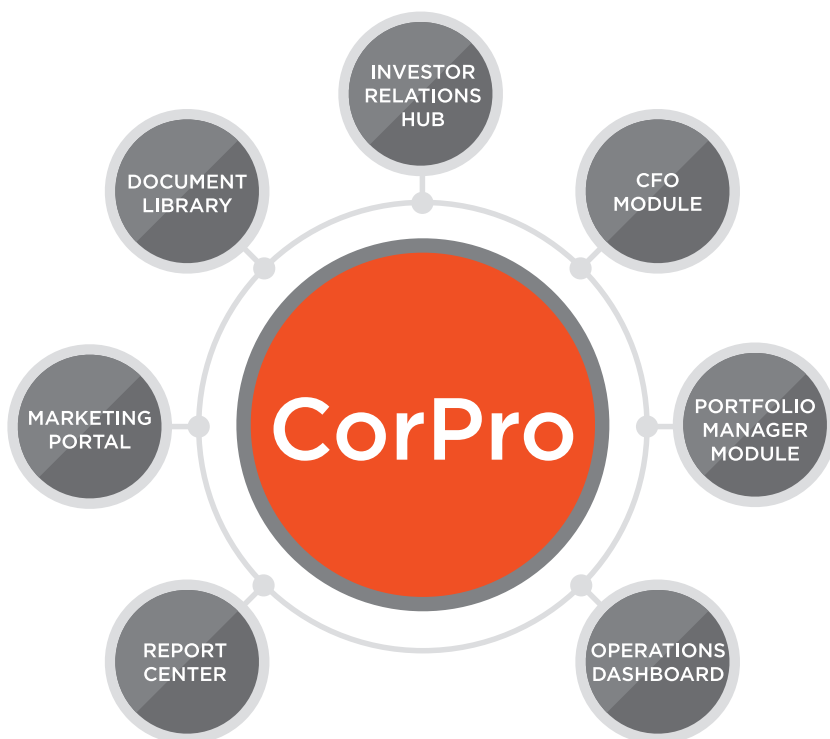 INVESTOR
RELATIONS
HUB
DOCUMENT
LIBRARY
CFO
MODULE
MARKETING
PORTAL
CorPro
PORTFOLIO
MANAGER
MODULE
REPORT
CENTER
OPERATIONS
DASHBOARD